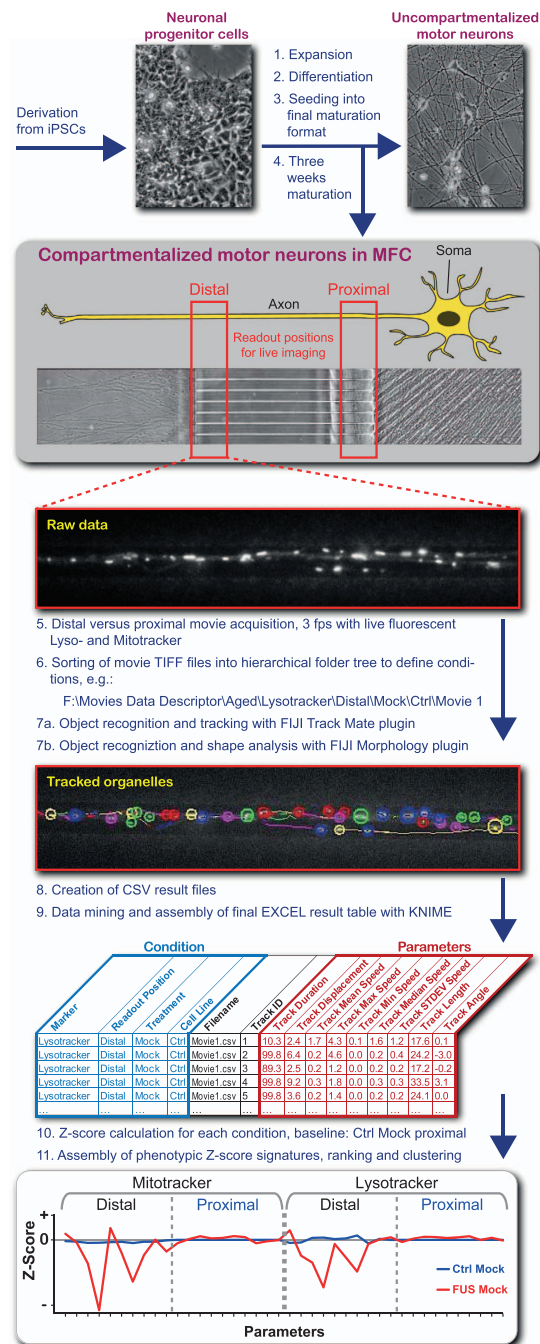 Neuronal
progenitor cells
Uncompartmentalized
motor neurons
Derivation
from iPSCs
1. Expansion
2. Differentiation
3. Seeding into
final maturation
format
4. Three
weeks
maturation
Compartmentalized motor neurons in MFC
Soma
Distal
Axon
Proximal
Readout positions
for live imaging
Raw data
5. Distal versus proximal movie acquisition, 3 fps with live fluorescent
Lyso- and Mitotracker
6. Sorting of movie TIFF files into hierarchical folder tree to define condi-
tions, e.g.:
F:\Movies Data Descriptor\Aged\Lysotracker\Distal\Mock\Ctrl\Movie 1
7a. Object recognition and tracking with FIJI Track Mate plugin
7b. Object recogniztion and shape analysis with FIJI Morphology plugin
Tracked organelles
8. Creation of CSV result files
9. Data mining and assembly of final EXCEL result table with KNIME
Condition Parameters
Marker Readout Position Treatment Cell Line Filename Track ID Track Duration Track Displacement Track Mean Speed Track Max Speed Track Min Speed Track Median Speed Track STDEV Speed Track Length Track Angle
Lysotracker Distal Mock Ctrl Movie1.csv 1 10.3 2.4 1.7 4.3 0.1 1.6 1.2 17.6 0.1
Lysotracker Distal Mock Ctrl Movie1.csv 2 99.8 6.4 0.2 4.6 0.0 0.2 0.4 24.2 -3.0
Lysotracker Distal Mock Ctrl Movie1.csv 3 89.3 2.5 0.2 1.2 0.0 0.2 0.2 17.2 -0.2
Lysotracker Distal Mock Ctrl Movie1.csv 4 99.8 9.2 0.3 1.8 0.0 0.3 0.3 33.5 3.1
Lysotracker Distal Mock Ctrl Movie1.csv 5 99.8 3.6 0.2 1.4 0.0 0.2 0.2 24.1 0.0
... ... ... ... ... ... ... ... ... ... ... ... ... ... ...
10. Z-score calculation for each condition, baseline: Ctrl Mock proximal
11. Assembly of phenotypic Z-score signatures, ranking and clustering
Mitotracker Lysotracker
Distal Proximal Distal Proximal
+
0
-
Z-Score
Ctrl Mock
FUS Mock
Parameters